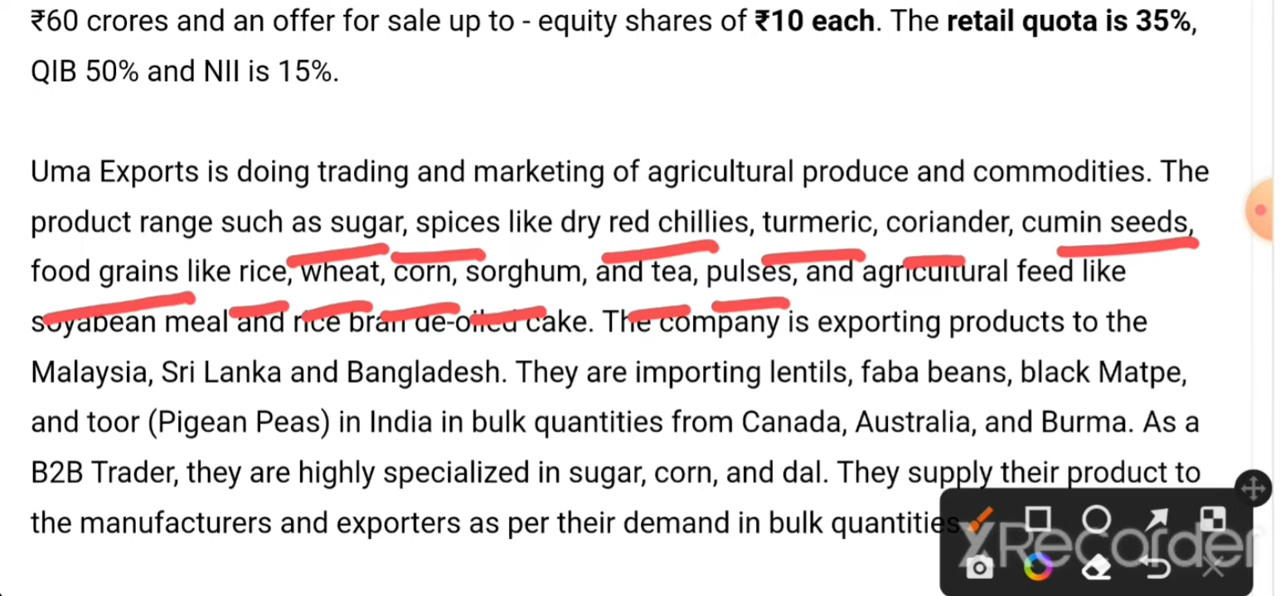 ₹60 crores and an offer for sale up to - equity shares of ₹10 each. The retail quota is 35%,
QIB 50% and NII is 15%.
Uma Exports is doing trading and marketing of agricultural produce and commodities. The
product range such as sugar, spices like dry red chillies, turmeric, coriander, cumin seeds,
food grains like rice, wheat, corn, sorghum, and tea, pulses, and agricultural feed like
soyabean meal and rice bran de-oiled cake. The company is exporting products to the
Malaysia, Sri Lanka and Bangladesh. They are importing lentils, faba beans, black Matpe,
and toor (Pigean Peas) in India in bulk quantities from Canada, Australia, and Burma. As a
B2B Trader, they are highly specialized in sugar, corn, and dal. They supply their product to
the manufacturers and exporters as per their demand in bulk quantities
XRecorder